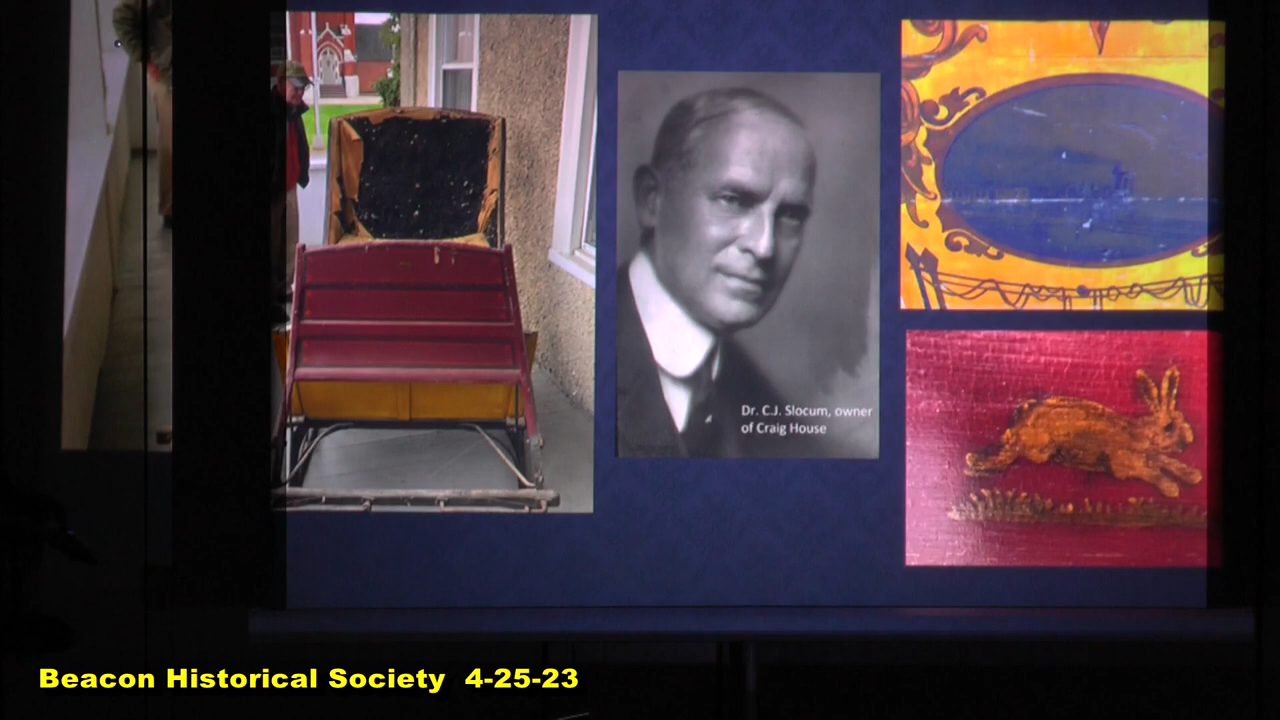 Dr. C.J. Slocum, owner
of Craig House
Beacon Historical Society 4-25-23